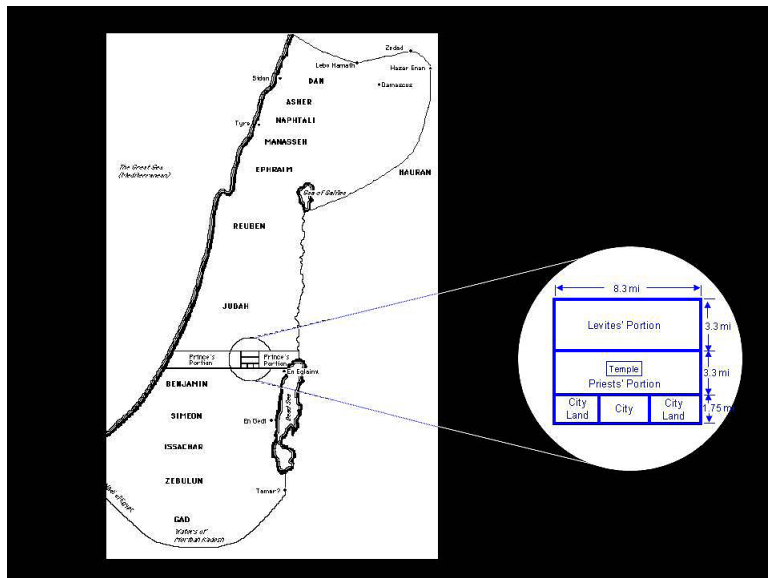 Zedad
Lebo Hamath
Hazar Enan
Sidon
DAN
Damascus
ASHER
NAPHTALI
Tyre
MANASSEH
The Great Sea
(Mediterranean)
EPHRAIM
HAURAN
Sea of Galilee
REUBEN
JUDAH
Prince's
Portion
Prince's
Portion
En Eglaim
BENJAMIN
Dead Sea
SIMEON
En Gedi
ISSACHAR
ZEBULUN
Tamar?
GAD
Waters of
Meribah Kadesh
8.3 mi
Levites' Portion
3.3 mi
Temple
Priests' Portion
3.3 mi
City
Land
City
City
Land
1.75 mi